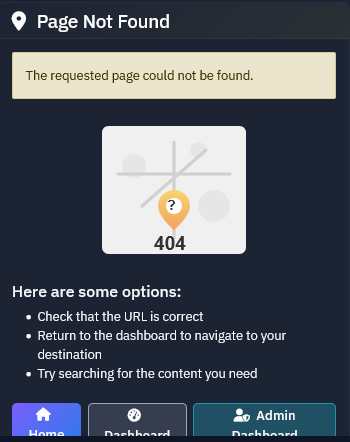 Page Not Found
The requested page could not be found.
?
404
Here are some options:
Check that the URL is correct
Return to the dashboard to navigate to your
destination
Try searching for the content you need
Home
Dashboard
Admin
Dashboard